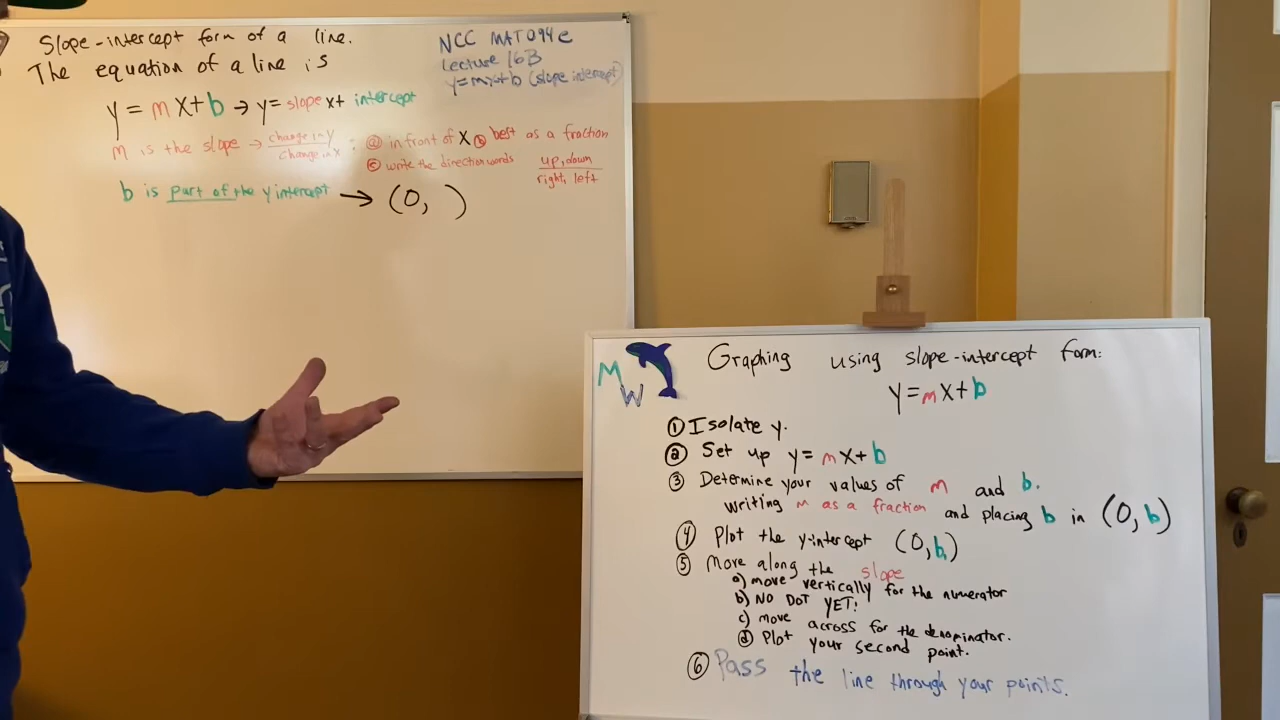 Slope-intercept form of a line.
The equation of a line is
y = mx+b → y= slope x+ intercept
m is the slope → change in y / change in x : ⓐ in front of X ⓑ best as a fraction
ⓒ write the direction words up, down / right, left
b is part of the y intercept → (0, )
NCC MAT094e
Lecture 16B
y=mx+b (slope intercept)
MW
Graphing using slope-intercept form:
y=mx+b
① Isolate y.
② Set up y= mx+b
③ Determine your values of m and b.
writing m as a fraction and placing b in (0, b)
④ Plot the y-intercept (0, b)
⑤ Move along the slope
a) move vertically for the numerator
b) NO DOT YET!
c) move across for the denominator.
ⓓ Plot your second point.
⑥ Pass the line through your points.